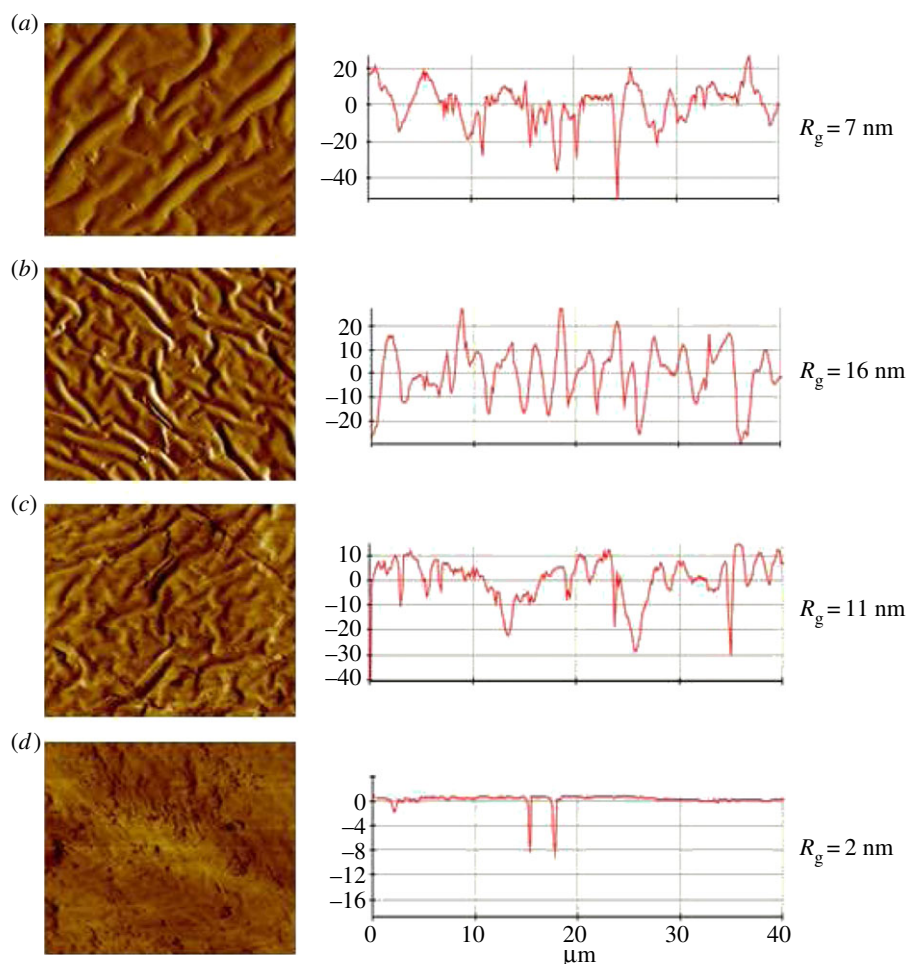 (a)
20
0
–20
–40
R_g = 7 nm
(b)
20
10
0
–10
–20
R_g = 16 nm
(c)
10
0
–10
–20
–30
–40
R_g = 11 nm
(d)
0
–4
–8
–12
–16
R_g = 2 nm
0 10 20 30 40
μm